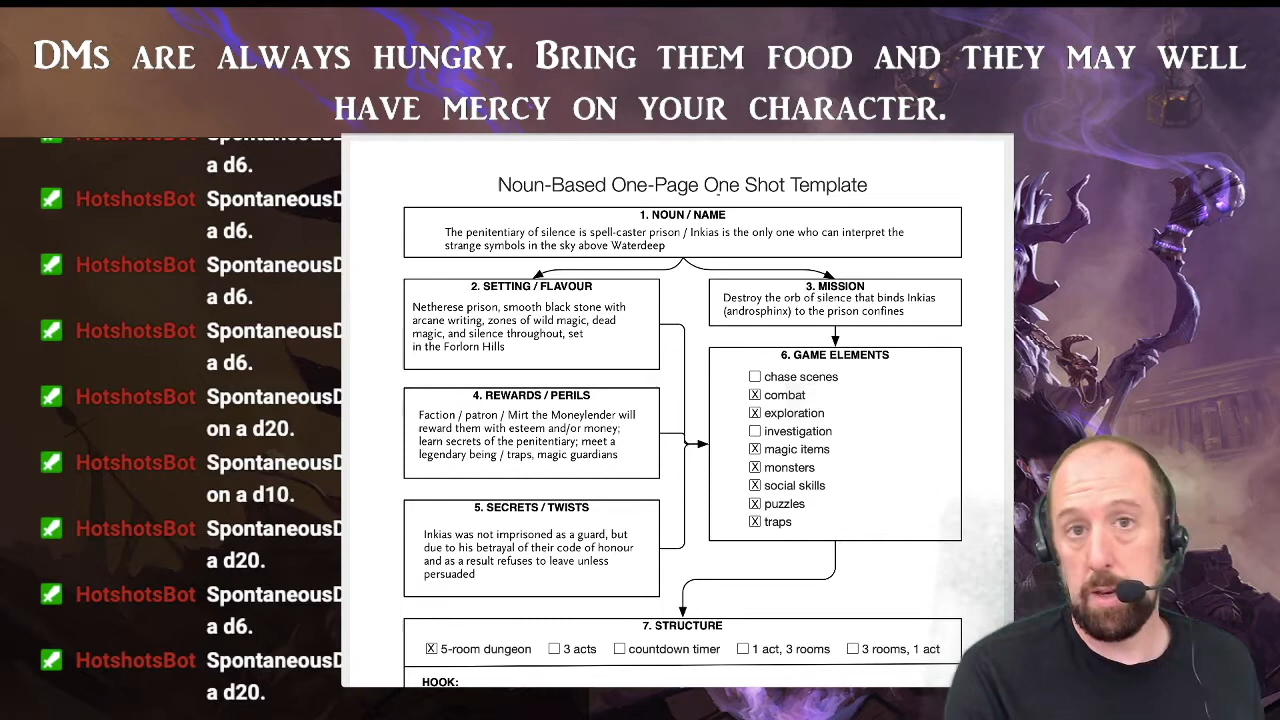 DMs are always hungry. Bring them food and they may well
have mercy on your character.
a d6.
HotshotsBot
a d6.
HotshotsBot
a d6.
HotshotsBot
a d6.
HotshotsBot
on a d20.
HotshotsBot
on a d10.
HotshotsBot
a d20.
HotshotsBot
a d6.
HotshotsBot
a d20.
Noun-Based One-Page One Shot Template
1. NOUN / NAME
The penitentiary of silence is spell-caster prison / Inkias is the only one who can interpret the
strange symbols in the sky above Waterdeep
2. SETTING / FLAVOUR
Netherese prison, smooth black stone with
arcane writing, zones of wild magic, dead
magic, and silence throughout, set
in the Forlorn Hills
3. MISSION
Destroy the orb of silence that binds Inkias
(androsphinx) to the prison confines
4. REWARDS / PERILS
Faction / patron / Mirt the Moneylender will
reward them with esteem and/or money;
learn secrets of the penitentiary; meet a
legendary being / traps, magic guardians
5. SECRETS / TWISTS
Inkias was not imprisoned as a guard, but
due to his betrayal of their code of honour
and as a result refuses to leave unless
persuaded
6. GAME ELEMENTS
chase scenes
X combat
X exploration
investigation
X magic items
X monsters
X social skills
X puzzles
X traps
7. STRUCTURE
X 5-room dungeon 3 acts countdown timer 1 act, 3 rooms 3 rooms, 1 act
HOOK: